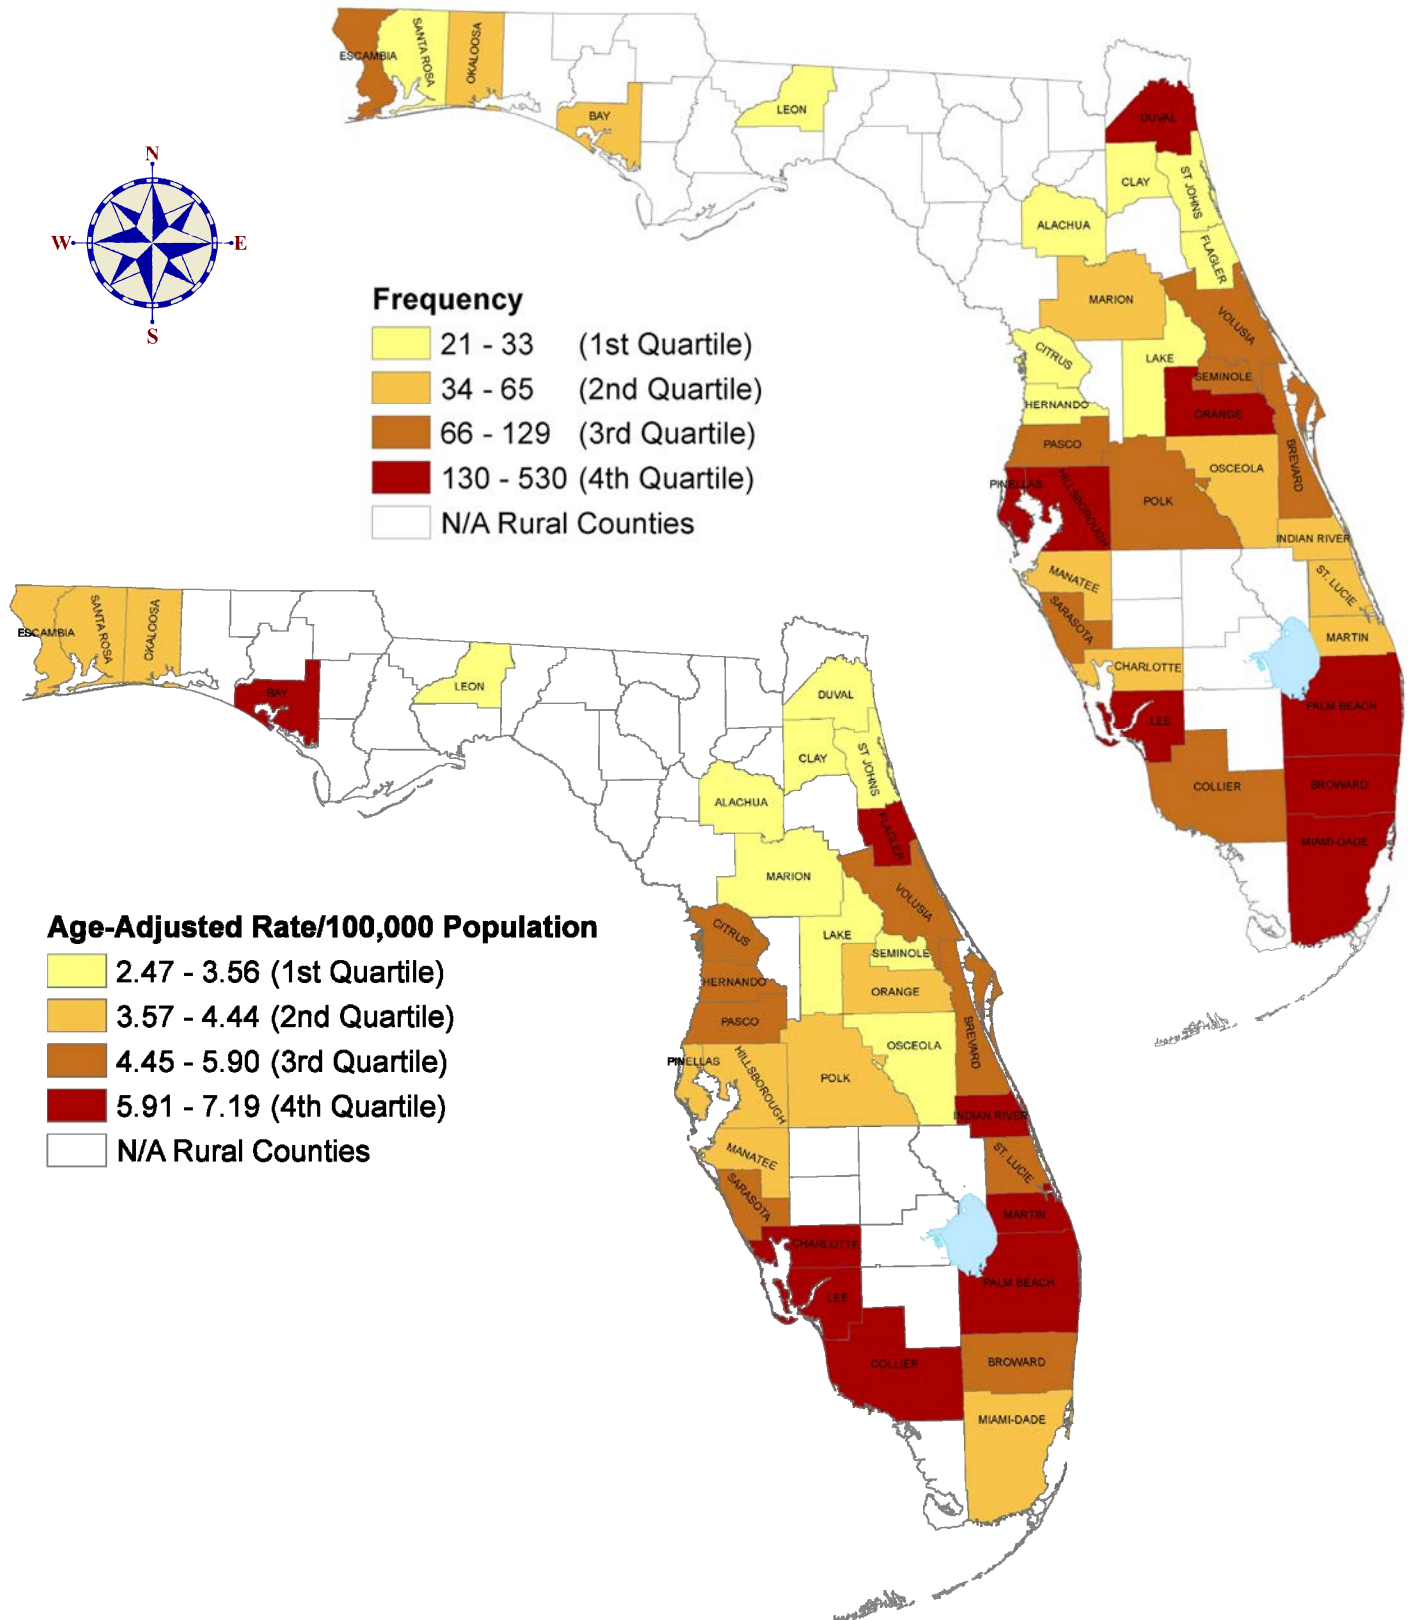 ESCAMBIA
SANTA ROSA
OKALOOSA
BAY
LEON
DUVAL
CLAY
ST JOHNS
ALACHUA
FLAGLER
MARION
VOLUSIA
CITRUS
LAKE
SEMINOLE
HERNANDO
ORANGE
PASCO
OSCEOLA
BREVARD
PINELLAS
HILLSBOROUGH
POLK
INDIAN RIVER
MANATEE
ST. LUCIE
SARASOTA
MARTIN
CHARLOTTE
PALM BEACH
LEE
COLLIER
BROWARD
MIAMI-DADE
N
W
E
S
Frequency
21 - 33 (1st Quartile)
34 - 65 (2nd Quartile)
66 - 129 (3rd Quartile)
130 - 530 (4th Quartile)
N/A Rural Counties
ESCAMBIA
SANTA ROSA
OKALOOSA
BAY
LEON
DUVAL
CLAY
ST JOHNS
ALACHUA
FLAGLER
MARION
VOLUSIA
CITRUS
LAKE
SEMINOLE
HERNANDO
ORANGE
PASCO
OSCEOLA
BREVARD
PINELLAS
HILLSBOROUGH
POLK
INDIAN RIVER
MANATEE
ST. LUCIE
SARASOTA
MARTIN
CHARLOTTE
PALM BEACH
LEE
COLLIER
BROWARD
MIAMI-DADE
Age-Adjusted Rate/100,000 Population
2.47 - 3.56 (1st Quartile)
3.57 - 4.44 (2nd Quartile)
4.45 - 5.90 (3rd Quartile)
5.91 - 7.19 (4th Quartile)
N/A Rural Counties